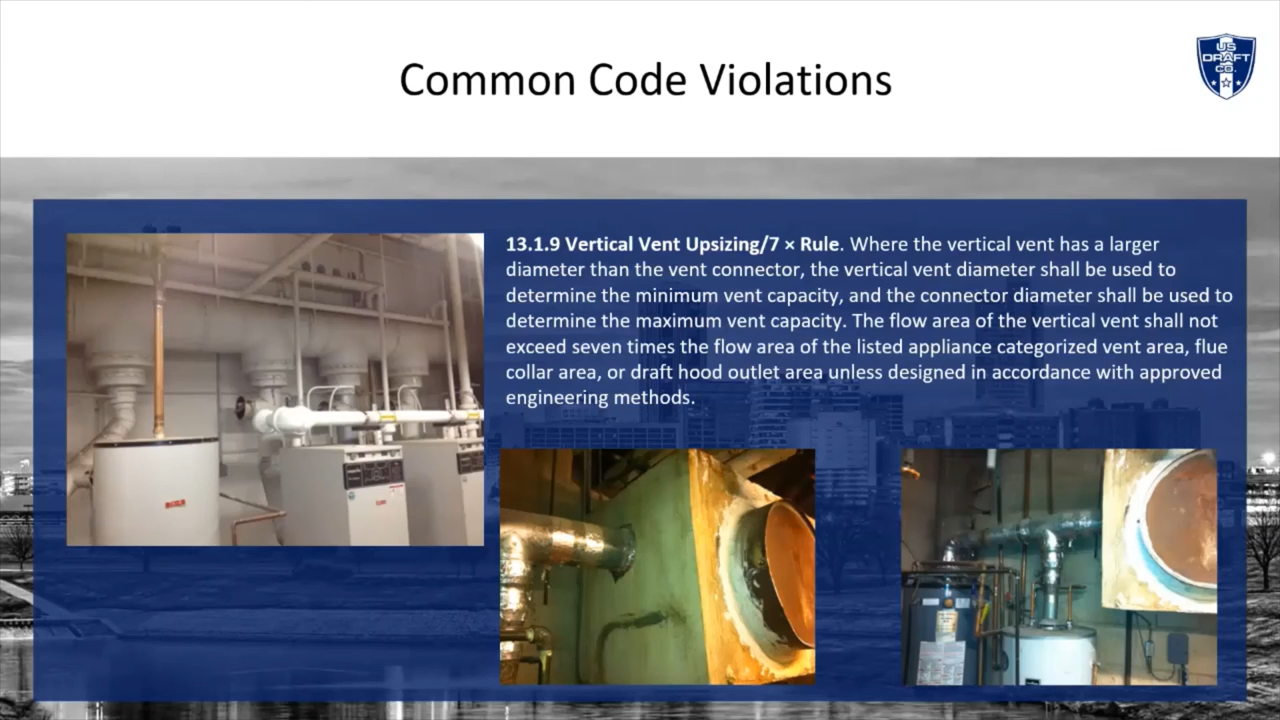 Common Code Violations
US
DRAFT
CO.
13.1.9 Vertical Vent Upsizing/7 × Rule. Where the vertical vent has a larger
diameter than the vent connector, the vertical vent diameter shall be used to
determine the minimum vent capacity, and the connector diameter shall be used to
determine the maximum vent capacity. The flow area of the vertical vent shall not
exceed seven times the flow area of the listed appliance categorized vent area, flue
collar area, or draft hood outlet area unless designed in accordance with approved
engineering methods.